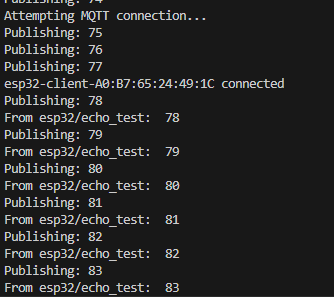 Publishing: 74
Attempting MQTT connection...
Publishing: 75
Publishing: 76
Publishing: 77
esp32-client-A0:B7:65:24:49:1C connected
Publishing: 78
From esp32/echo_test:  78
Publishing: 79
From esp32/echo_test:  79
Publishing: 80
From esp32/echo_test:  80
Publishing: 81
From esp32/echo_test:  81
Publishing: 82
From esp32/echo_test:  82
Publishing: 83
From esp32/echo_test:  83